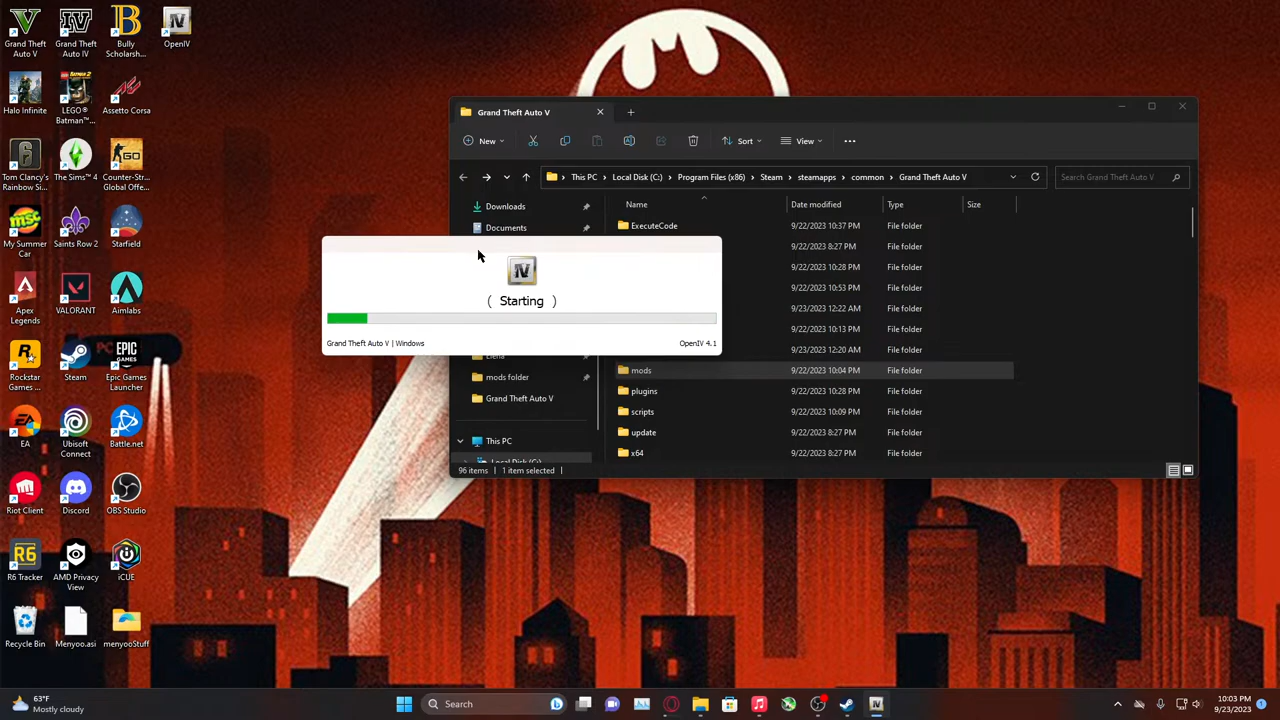 Grand Theft Auto V
Grand Theft Auto IV
Bully Scholarsh...
OpenIV
Halo Infinite
LEGO® Batman™...
Assetto Corsa
Tom Clancy's Rainbow Si...
The Sims™ 4
Counter-Str... Global Offe...
My Summer Car
Saints Row 2
Starfield
Apex Legends
VALORANT
Aimlabs
Rockstar Games ...
Steam
Epic Games Launcher
EA
Ubisoft Connect
Battle.net
Riot Client
Discord
OBS Studio
R6 Tracker
AMD Privacy View
iCUE
Recycle Bin
Menyoo.asi
menyooStuff
Grand Theft Auto V
New
Sort
View
This PC > Local Disk (C:) > Program Files (x86) > Steam > steamapps > common > Grand Theft Auto V
Search Grand Theft Auto V
Name Date modified Type Size
Downloads
Documents
mods folder
Grand Theft Auto V
This PC
ExecuteCode 9/22/2023 10:37 PM File folder
9/22/2023 8:27 PM File folder
9/22/2023 10:28 PM File folder
9/22/2023 10:53 PM File folder
9/23/2023 12:22 AM File folder
9/22/2023 10:13 PM File folder
9/23/2023 12:20 AM File folder
mods 9/22/2023 10:04 PM File folder
plugins 9/22/2023 10:28 PM File folder
scripts 9/22/2023 10:09 PM File folder
update 9/22/2023 8:27 PM File folder
x64 9/22/2023 8:27 PM File folder
96 items | 1 item selected |
( Starting )
Grand Theft Auto V | Windows
OpenIV 4.1
63°F
Mostly cloudy
Search
10:03 PM
9/23/2023